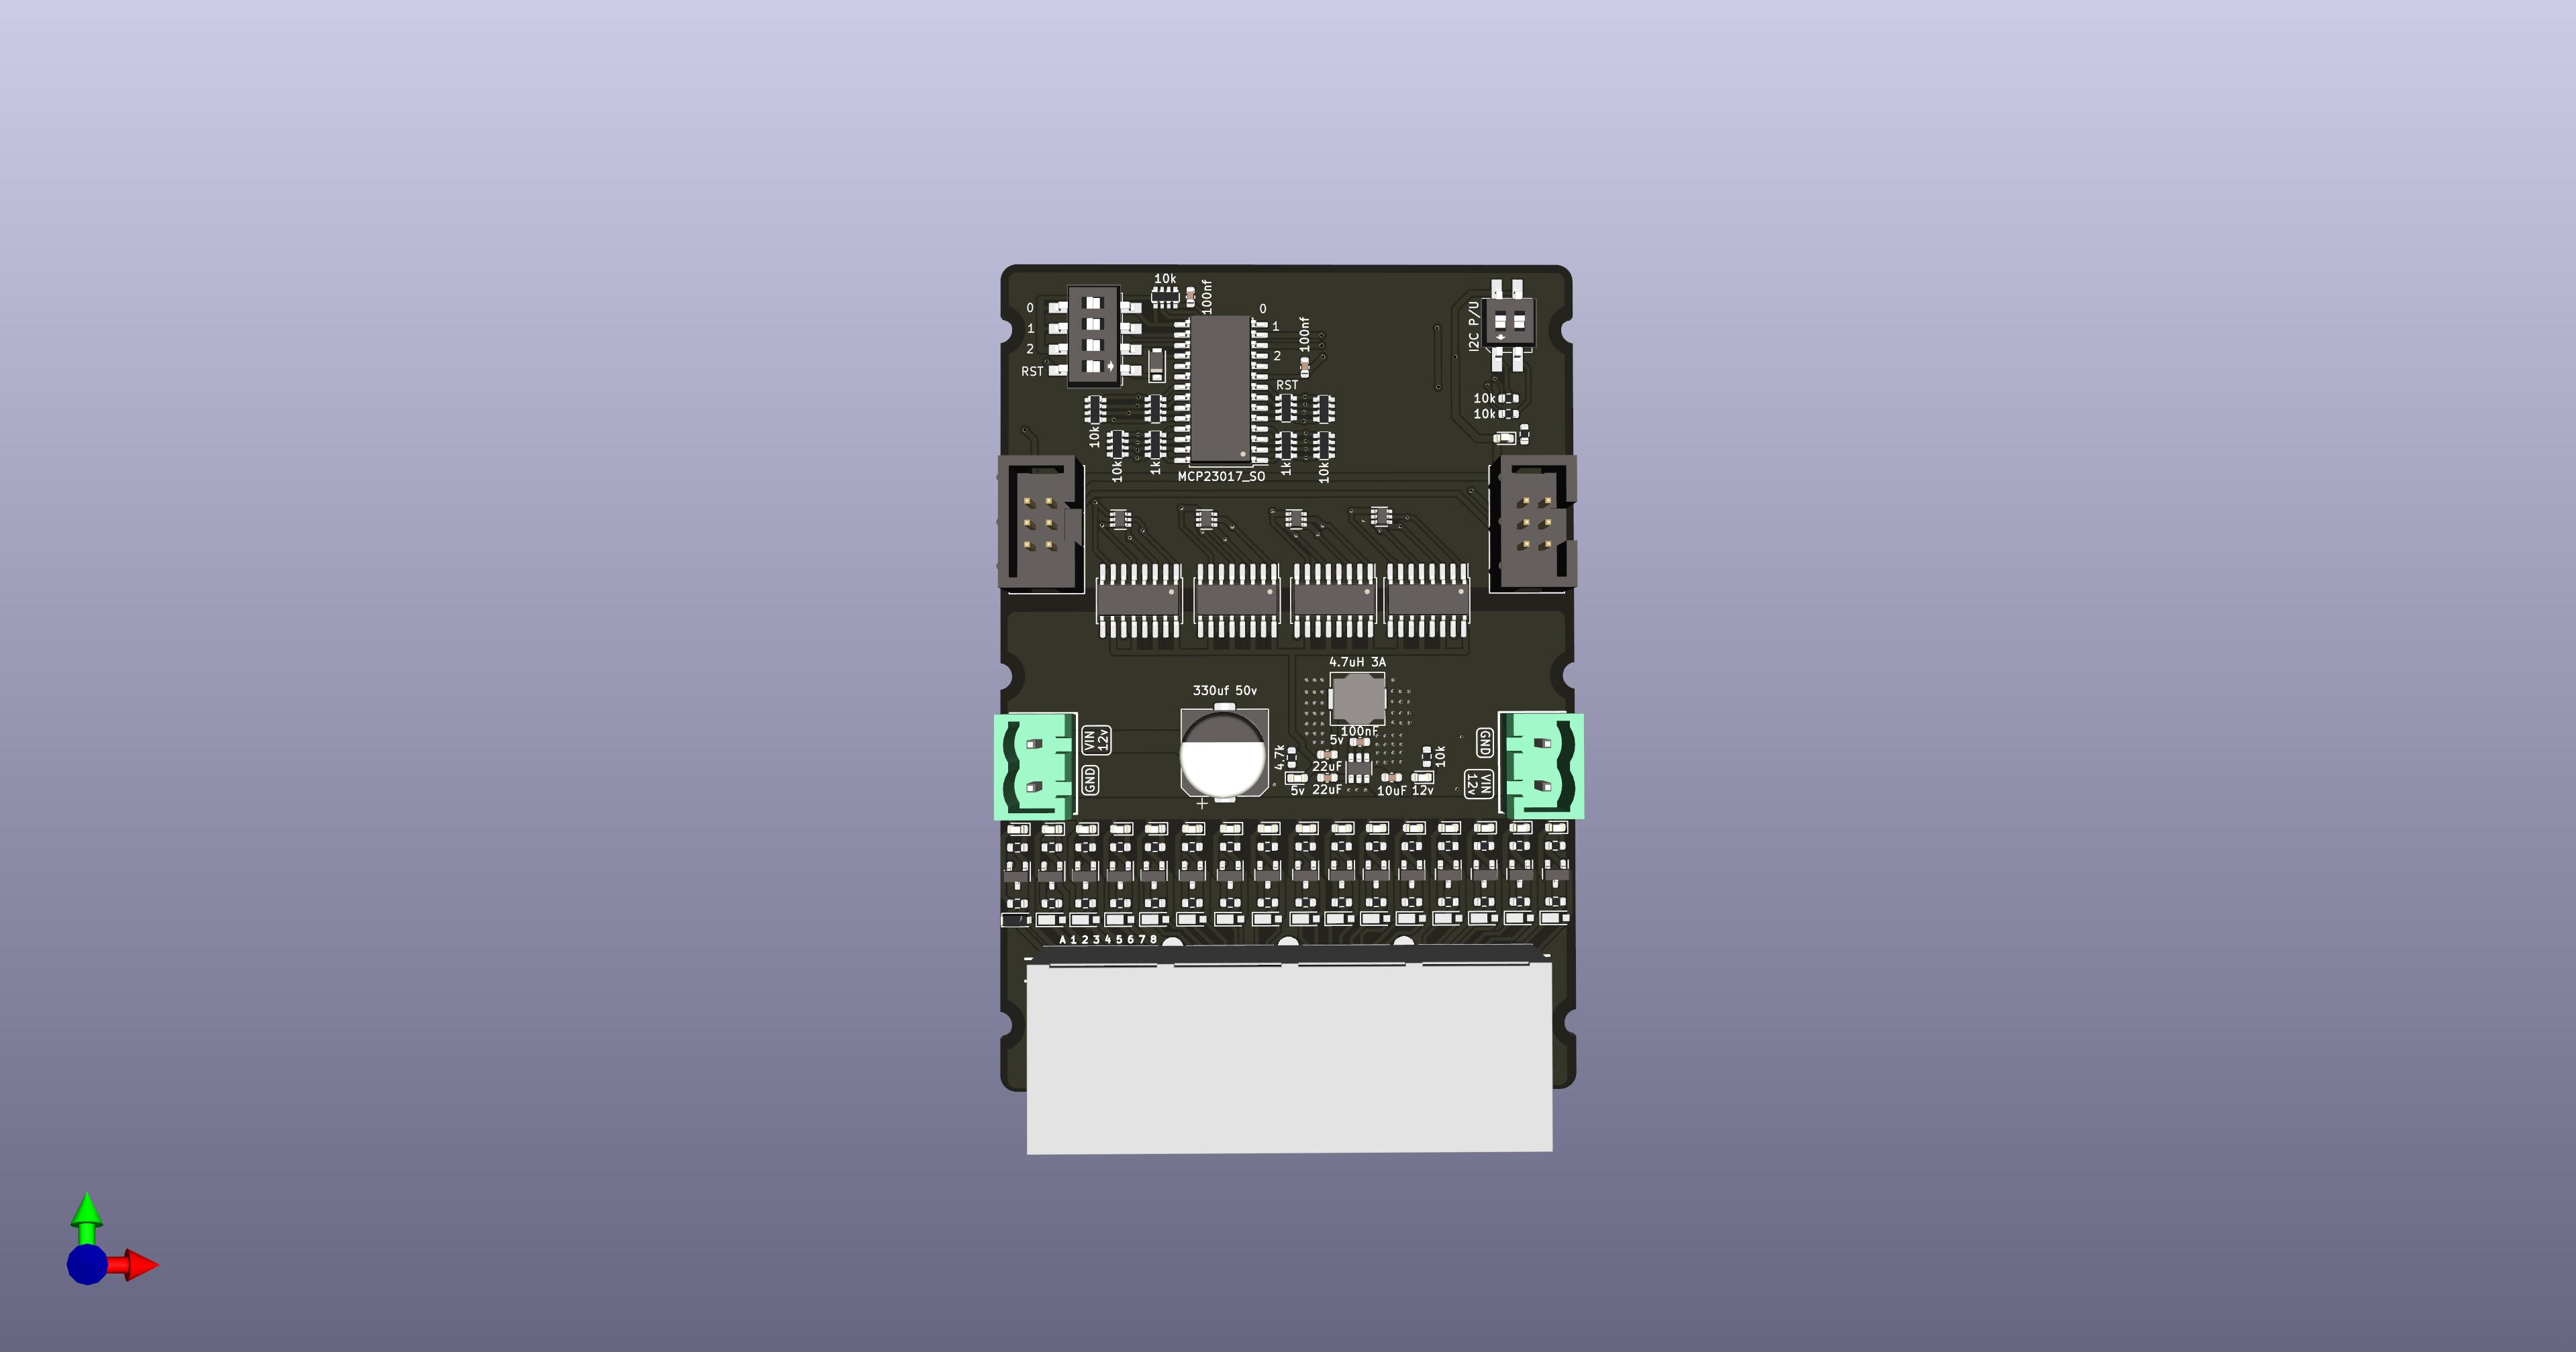 10k
100nf
0
0
1
1
2
2
RST
RST
100nf
I2C P/U
10k
10k
10k
10k
1k
1k
10k
MCP23017_SO
4.7uH 3A
330uf 50v
100nF
5v
VIN
12v
GND
4.7k
22uF
10k
5v
22uF
10uF
12v
GND
VIN
12v
+
A 1 2 3 4 5 6 7 8